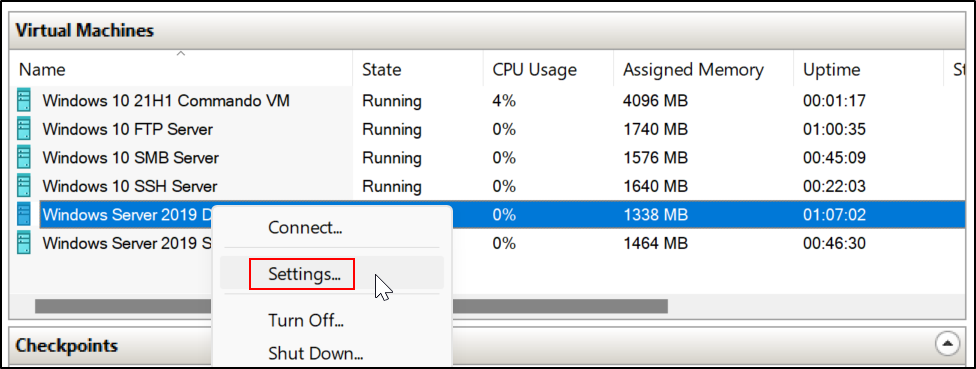 Virtual Machines
Name State CPU Usage Assigned Memory Uptime St
Windows 10 21H1 Commando VM Running 4% 4096 MB 00:01:17
Windows 10 FTP Server Running 0% 1740 MB 01:00:35
Windows 10 SMB Server Running 0% 1576 MB 00:45:09
Windows 10 SSH Server Running 0% 1640 MB 00:22:03
Windows Server 2019 D 0% 1338 MB 01:07:02
Windows Server 2019 S 0% 1464 MB 00:46:30
Connect...
Settings...
Turn Off...
Shut Down...
Checkpoints